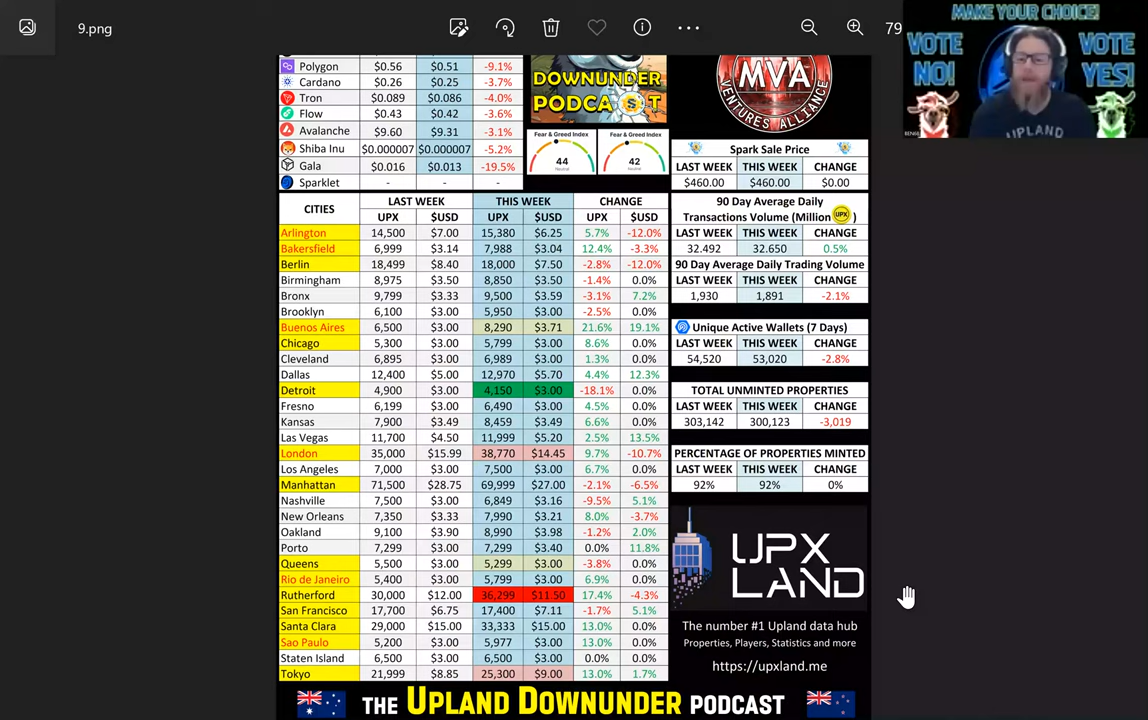 9.png
79
MAKE YOUR CHOICE!
VOTE NO!
VOTE YES!
UPLAND
Polygon $0.56 $0.51 -9.1%
Cardano $0.26 $0.25 -3.7%
Tron $0.089 $0.086 -4.0%
Flow $0.43 $0.42 -3.6%
Avalanche $9.60 $9.31 -3.1%
Shiba Inu $0.000007 $0.000007 -5.2%
Gala $0.016 $0.013 -19.5%
Sparklet - - -
DOWNUNDER
PODCAST
Fear & Greed Index
44
Neutral
Fear & Greed Index
42
Neutral
MVA
VENTURES ALLIANCE
Spark Sale Price
LAST WEEK THIS WEEK CHANGE
$460.00 $460.00 $0.00
CITIES LAST WEEK THIS WEEK CHANGE
UPX $USD UPX $USD UPX $USD
Arlington 14,500 $7.00 15,380 $6.25 5.7% -12.0%
Bakersfield 6,999 $3.14 7,988 $3.04 12.4% -3.3%
Berlin 18,499 $8.40 18,000 $7.50 -2.8% -12.0%
Birmingham 8,975 $3.50 8,850 $3.50 -1.4% 0.0%
Bronx 9,799 $3.33 9,500 $3.59 -3.1% 7.2%
Brooklyn 6,100 $3.00 5,950 $3.00 -2.5% 0.0%
Buenos Aires 6,500 $3.00 8,290 $3.71 21.6% 19.1%
Chicago 5,300 $3.00 5,799 $3.00 8.6% 0.0%
Cleveland 6,895 $3.00 6,989 $3.00 1.3% 0.0%
Dallas 12,400 $5.00 12,970 $5.70 4.4% 12.3%
Detroit 4,900 $3.00 4,150 $3.00 -18.1% 0.0%
Fresno 6,199 $3.00 6,490 $3.00 4.5% 0.0%
Kansas 7,900 $3.49 8,459 $3.49 6.6% 0.0%
Las Vegas 11,700 $4.50 11,999 $5.20 2.5% 13.5%
London 35,000 $15.99 38,770 $14.45 9.7% -10.7%
Los Angeles 7,000 $3.00 7,500 $3.00 6.7% 0.0%
Manhattan 71,500 $28.75 69,999 $27.00 -2.1% -6.5%
Nashville 7,500 $3.00 6,849 $3.16 -9.5% 5.1%
New Orleans 7,350 $3.33 7,990 $3.21 8.0% -3.7%
Oakland 9,100 $3.90 8,990 $3.98 -1.2% 2.0%
Porto 7,299 $3.00 7,299 $3.40 0.0% 11.8%
Queens 5,500 $3.00 5,299 $3.00 -3.8% 0.0%
Rio de Janeiro 5,400 $3.00 5,799 $3.00 6.9% 0.0%
Rutherford 30,000 $12.00 36,299 $11.50 17.4% -4.3%
San Francisco 17,700 $6.75 17,400 $7.11 -1.7% 5.1%
Santa Clara 29,000 $15.00 33,333 $15.00 13.0% 0.0%
Sao Paulo 5,200 $3.00 5,977 $3.00 13.0% 0.0%
Staten Island 6,500 $3.00 6,500 $3.00 0.0% 0.0%
Tokyo 21,999 $8.85 25,300 $9.00 13.0% 1.7%
90 Day Average Daily
Transactions Volume (Million UPX )
LAST WEEK THIS WEEK CHANGE
32.492 32.650 0.5%
90 Day Average Daily Trading Volume
LAST WEEK THIS WEEK CHANGE
1,930 1,891 -2.1%
Unique Active Wallets (7 Days)
LAST WEEK THIS WEEK CHANGE
54,520 53,020 -2.8%
TOTAL UNMINTED PROPERTIES
LAST WEEK THIS WEEK CHANGE
303,142 300,123 -3,019
PERCENTAGE OF PROPERTIES MINTED
LAST WEEK THIS WEEK CHANGE
92% 92% 0%
UPX
LAND
The number #1 Upland data hub
Properties, Players, Statistics and more
https://upxland.me
THE UPLAND DOWNUNDER PODCAST